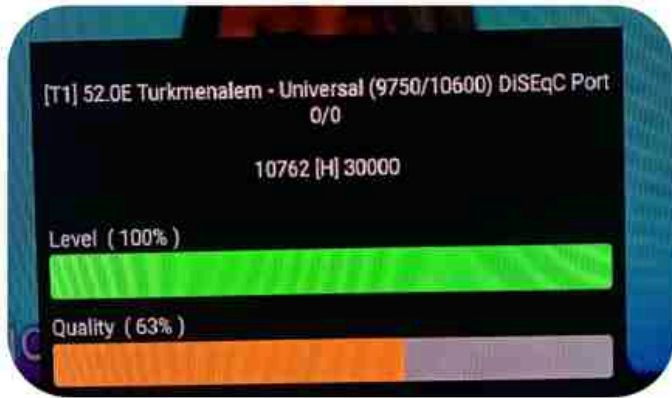 [T1] 52.0E Turkmenalem - Universal (9750/10600) DiSEqC Port
0/0
10762 [H] 30000
Level ( 100% )
Quality ( 63% )